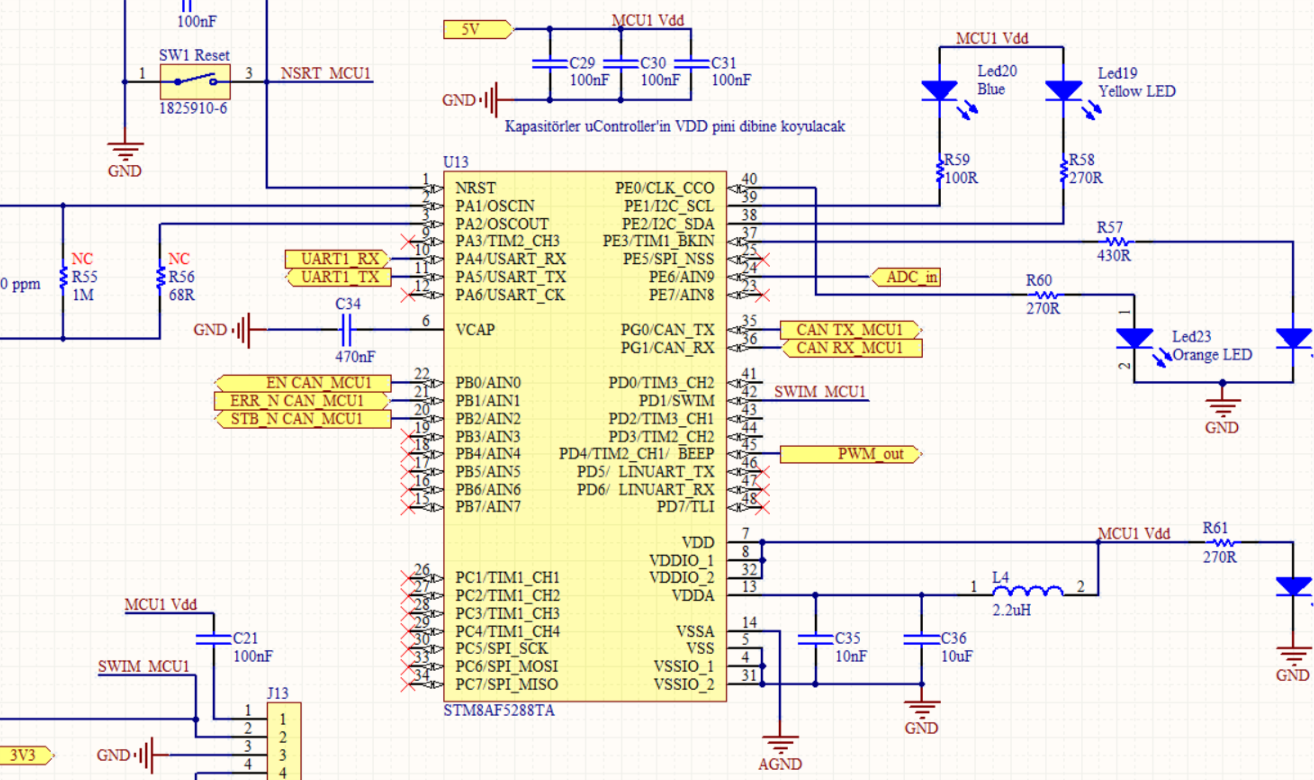 100nF
SW1 Reset
1
3
NSRT_MCU1
1825910-6
GND
5V
MCU1_Vdd
C29
100nF
C30
100nF
C31
100nF
GND
Kapasitörler uController'in VDD pini dibine koyulacak
MCU1_Vdd
Led20
Blue
Led19
Yellow LED
R59
100R
R58
270R
U13
1 NRST
2 PA1/OSCIN
3 PA2/OSCOUT
9 PA3/TIM2_CH3
10 PA4/USART_RX
11 PA5/USART_TX
12 PA6/USART_CK
6 VCAP
22 PB0/AIN0
21 PB1/AIN1
20 PB2/AIN2
19 PB3/AIN3
18 PB4/AIN4
17 PB5/AIN5
16 PB6/AIN6
15 PB7/AIN7
26 PC1/TIM1_CH1
27 PC2/TIM1_CH2
28 PC3/TIM1_CH3
29 PC4/TIM1_CH4
30 PC5/SPI_SCK
33 PC6/SPI_MOSI
34 PC7/SPI_MISO
PE0/CLK_CCO 40
PE1/I2C_SCL 39
PE2/I2C_SDA 38
PE3/TIM1_BKIN 37
PE5/SPI_NSS 25
PE6/AIN9 24
PE7/AIN8 23
PG0/CAN_TX 35
PG1/CAN_RX 36
PD0/TIM3_CH2 41
PD1/SWIM 42
PD2/TIM3_CH1 43
PD3/TIM2_CH2 44
PD4/TIM2_CH1/ BEEP 45
PD5/ LINUART_TX 46
PD6/ LINUART_RX 47
PD7/TLI 48
VDD 7
VDDIO_1 8
VDDIO_2 32
VDDA 13
VSSA 14
VSS 5
VSSIO_1 4
VSSIO_2 31
STM8AF5288TA
0 ppm
NC
R55
1M
NC
R56
68R
UART1_RX
UART1_TX
GND
C34
470nF
EN CAN_MCU1
ERR_N CAN_MCU1
STB_N CAN_MCU1
R57
430R
ADC_in
R60
270R
CAN TX_MCU1
CAN RX_MCU1
1
Led23
Orange LED
2
GND
SWIM_MCU1
PWM_out
MCU1_Vdd
R61
270R
L4
1
2
2.2uH
C35
10nF
C36
10uF
GND
AGND
GND
MCU1_Vdd
C21
100nF
SWIM_MCU1
J13
1 1
2 2
3 3
4 4
3V3
GND